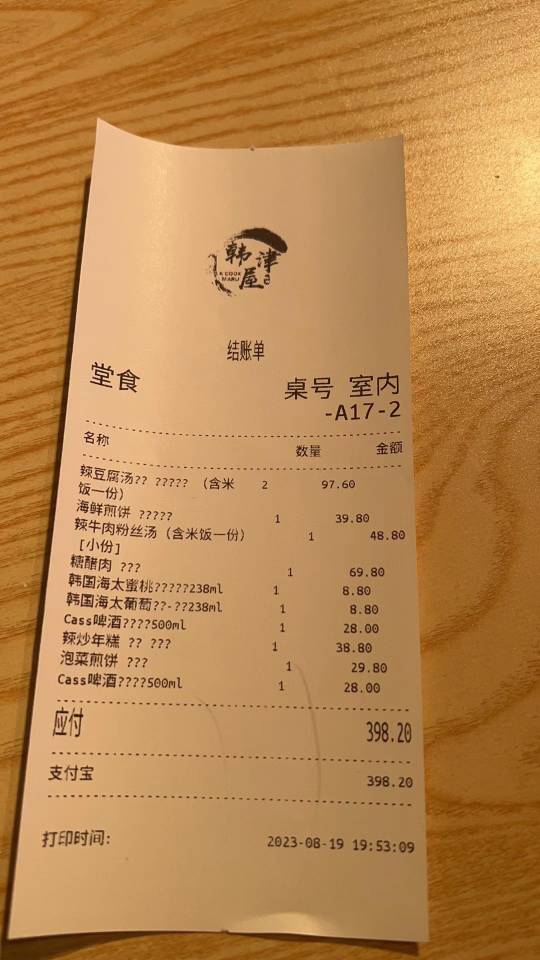 韩津
屋
K COOK
MARU
结账单
堂食 桌号 室内
-A17-2
名称 数量 金额
辣豆腐汤?? ????? (含米 2 97.60
饭一份)
海鲜煎饼 ????? 1 39.80
辣牛肉粉丝汤(含米饭一份) 1 48.80
[小份]
糖醋肉 ??? 1 69.80
韩国海太蜜桃?????238ml 1 8.80
韩国海太葡萄??-??238ml 1 8.80
Cass啤酒????500ml 1 28.00
辣炒年糕 ?? ??? 1 38.80
泡菜煎饼 ??? 1 29.80
Cass啤酒????500ml 1 28.00
应付 398.20
支付宝 398.20
打印时间: 2023-08-19 19:53:09